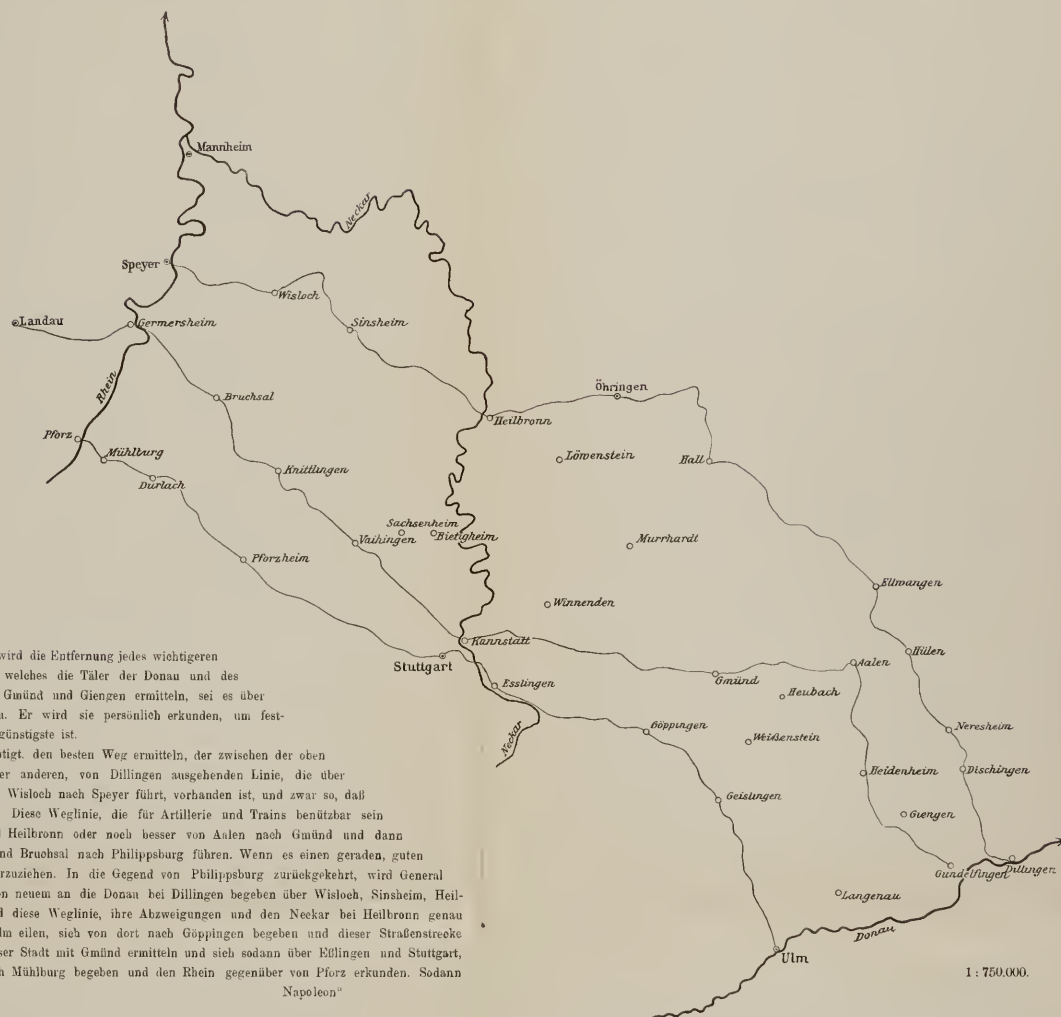 Mannheim
Neckar
Speyer
Wisloch
Landau
Germersheim
Sinsheim
Rhein
Bruchsal
Öhringen
Heilbronn
Pforz
Mühlburg
Durlach
Knittlingen
Löwenstein
Hall
Sachsenheim
Vaihingen
Bietigheim
Murrhardt
Pforzheim
Ellwangen
Winnenden
Kannstatt
Stuttgart
Hülen
Aalen
Gmünd
Heubach
Esslingen
Göppingen
Neckar
Weißenstein
Neresheim
Heidenheim
Dischingen
Geislingen
Giengen
Gundelfingen
Dillingen
Langenau
Donau
Ulm
1 : 750.000.
wird die Entfernung jedes wichtigeren
welches die Täler der Donau und des
Gmünd und Giengen ermitteln, sei es über
n. Er wird sie persönlich erkunden, um fest-
günstigste ist.
tigt, den besten Weg ermitteln, der zwischen der oben
er anderen, von Dillingen ausgehenden Linie, die über
Wisloch nach Speyer führt, vorhanden ist, und zwar so, daß
Diese Weglinie, die für Artillerie und Trains benützbar sein
Heilbronn oder noch besser von Aalen nach Gmünd und dann
nd Bruchsal nach Philippsburg führen. Wenn es einen geraden, guten
rzuziehen. In die Gegend von Philippsburg zurückgekehrt, wird General
on neuem an die Donau bei Dillingen begeben über Wisloch, Sinsheim, Heil-
d diese Weglinie, ihre Abzweigungen und den Neckar bei Heilbronn genau
lm eilen, sich von dort nach Göppingen begeben und dieser Straßenstrecke
ser Stadt mit Gmünd ermitteln und sich sodann über Eßlingen und Stuttgart,
h Mühlburg begeben und den Rhein gegenüber von Pforz erkunden. Sodann
Napoleon“